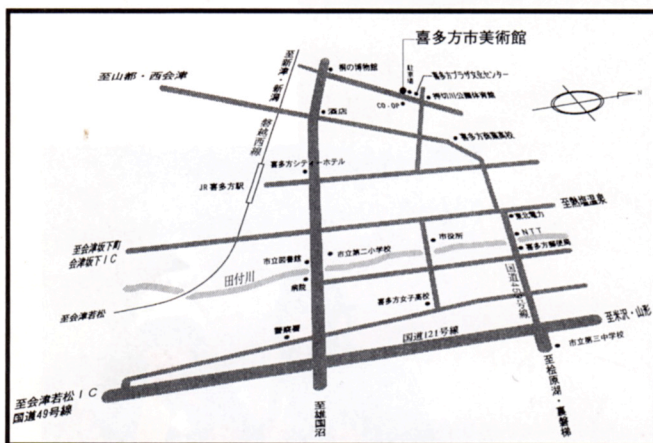 喜多方市美術館
至新津・新潟
桐の博物館
駐車場
喜多方プラザ文化センター
至山都・西会津
CO-OP
押切川公園体育館
N
酒店
磐越西線
喜多方商業高校
喜多方シティーホテル
JR喜多方駅
至熱塩温泉
東北電力
至会津坂下町
会津坂下IC
市立図書館
市立第二小学校
市役所
NTT
喜多方郵便局
田付川
病院
国道459号線
至会津若松
喜多方女子高校
警察署
国道121号線
至米沢・山形
市立第三中学校
至会津若松IC
国道49号線
至雄国沼
至桧原湖・裏磐梯